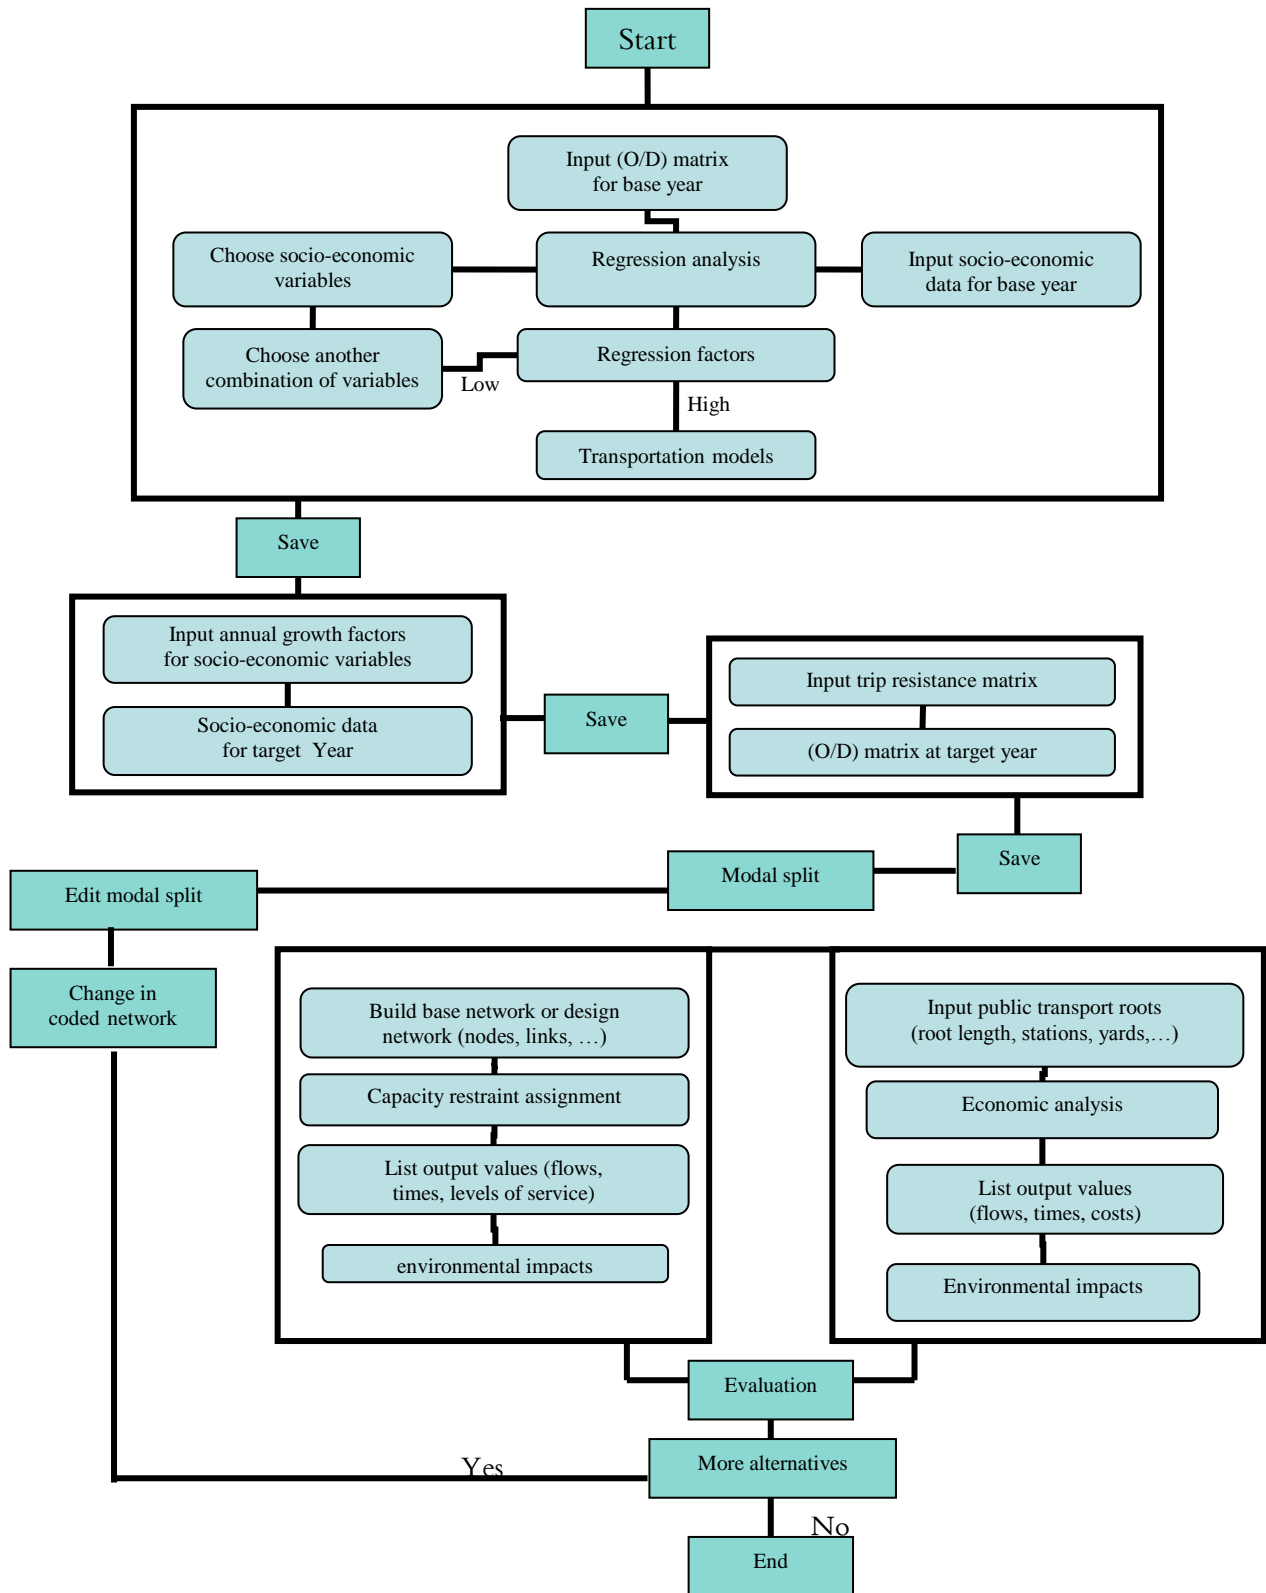 Start
Input (O/D) matrix
for base year
Choose socio-economic
variables
Regression analysis
Input socio-economic
data for base year
Choose another
combination of variables
Low
Regression factors
High
Transportation models
Save
Input annual growth factors
for socio-economic variables
Socio-economic data
for target Year
Save
Input trip resistance matrix
(O/D) matrix at target year
Save
Modal split
Edit modal split
Change in
coded network
Build base network or design
network (nodes, links, …)
Capacity restraint assignment
List output values (flows,
times, levels of service)
environmental impacts
Input public transport roots
(root length, stations, yards,…)
Economic analysis
List output values
(flows, times, costs)
Environmental impacts
Evaluation
More alternatives
Yes
No
End